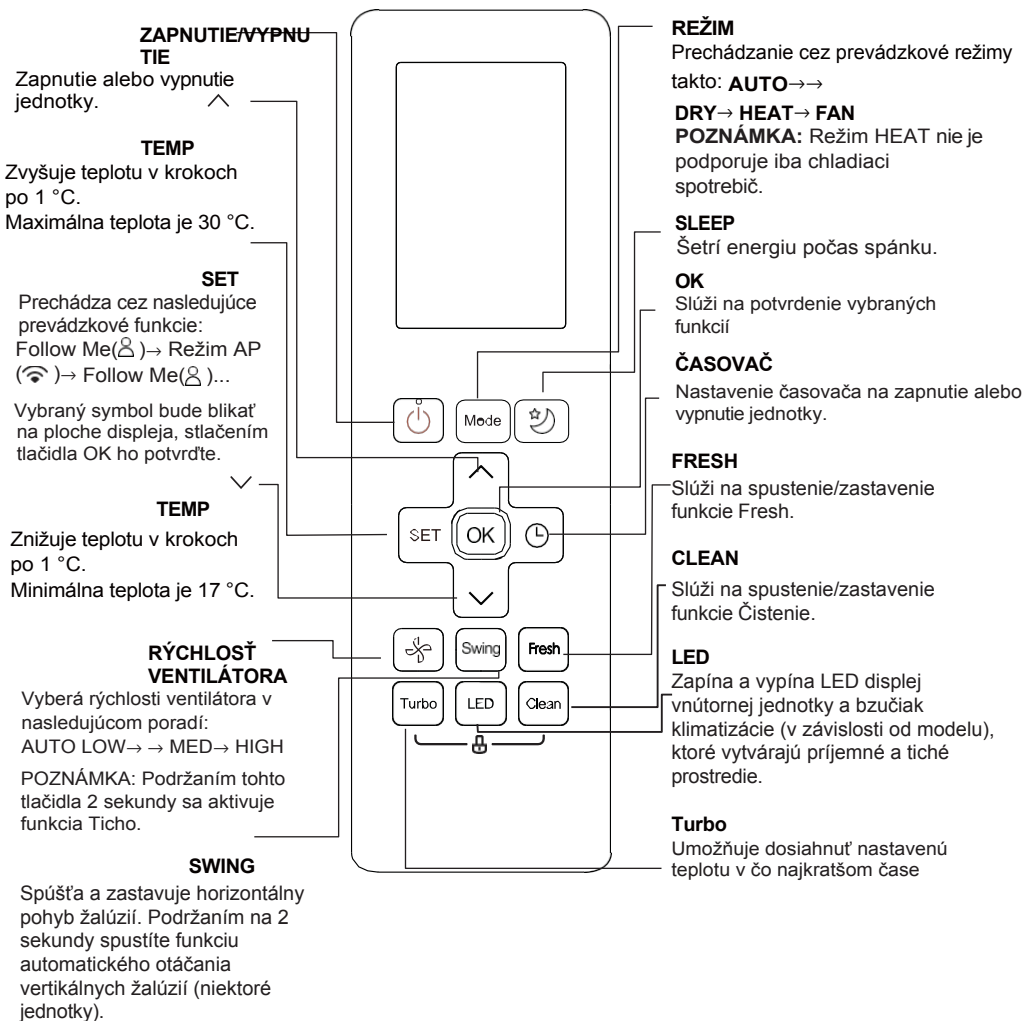 ZAPNUTIE/VYPNU
TIE
Zapnutie alebo vypnutie
jednotky.
TEMP
Zvyšuje teplotu v krokoch
po 1 °C.
Maximálna teplota je 30 °C.
SET
Prechádza cez nasledujúce
prevádzkové funkcie:
Follow Me( )→ Režim AP
( )→ Follow Me( )...
Vybraný symbol bude blikať
na ploche displeja, stlačením
tlačidla OK ho potvrďte.
TEMP
Znižuje teplotu v krokoch
po 1 °C.
Minimálna teplota je 17 °C.
RÝCHLOSŤ
VENTILÁTORA
Vyberá rýchlosti ventilátora v
nasledujúcom poradí:
AUTO LOW→ → MED→ HIGH
POZNÁMKA: Podržaním tohto
tlačidla 2 sekundy sa aktivuje
funkcia Ticho.
SWING
Spúšťa a zastavuje horizontálny
pohyb žalúzií. Podržaním na 2
sekundy spustíte funkciu
automatického otáčania
vertikálnych žalúzií (niektoré
jednotky).
Mode
SET
OK
Swing
Fresh
Turbo
LED
Clean
REŽIM
Prechádzanie cez prevádzkové režimy
takto: AUTO→→
DRY→ HEAT→ FAN
POZNÁMKA: Režim HEAT nie je
podporuje iba chladiaci
spotrebič.
SLEEP
Šetrí energiu počas spánku.
OK
Slúži na potvrdenie vybraných
funkcií
ČASOVAČ
Nastavenie časovača na zapnutie alebo
vypnutie jednotky.
FRESH
Slúži na spustenie/zastavenie
funkcie Fresh.
CLEAN
Slúži na spustenie/zastavenie
funkcie Čistenie.
LED
Zapína a vypína LED displej
vnútornej jednotky a bzučiak
klimatizácie (v závislosti od modelu),
ktoré vytvárajú príjemné a tiché
prostredie.
Turbo
Umožňuje dosiahnuť nastavenú
teplotu v čo najkratšom čase